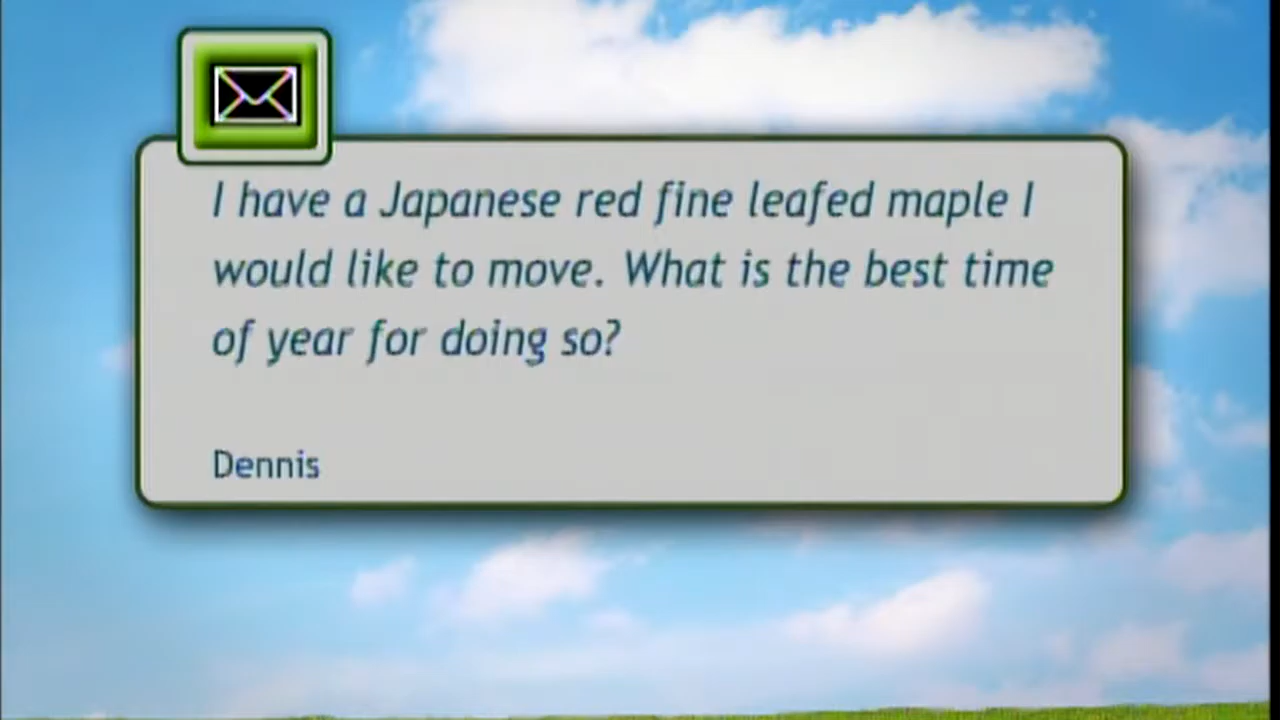 I have a Japanese red fine leafed maple I
would like to move. What is the best time
of year for doing so?
Dennis